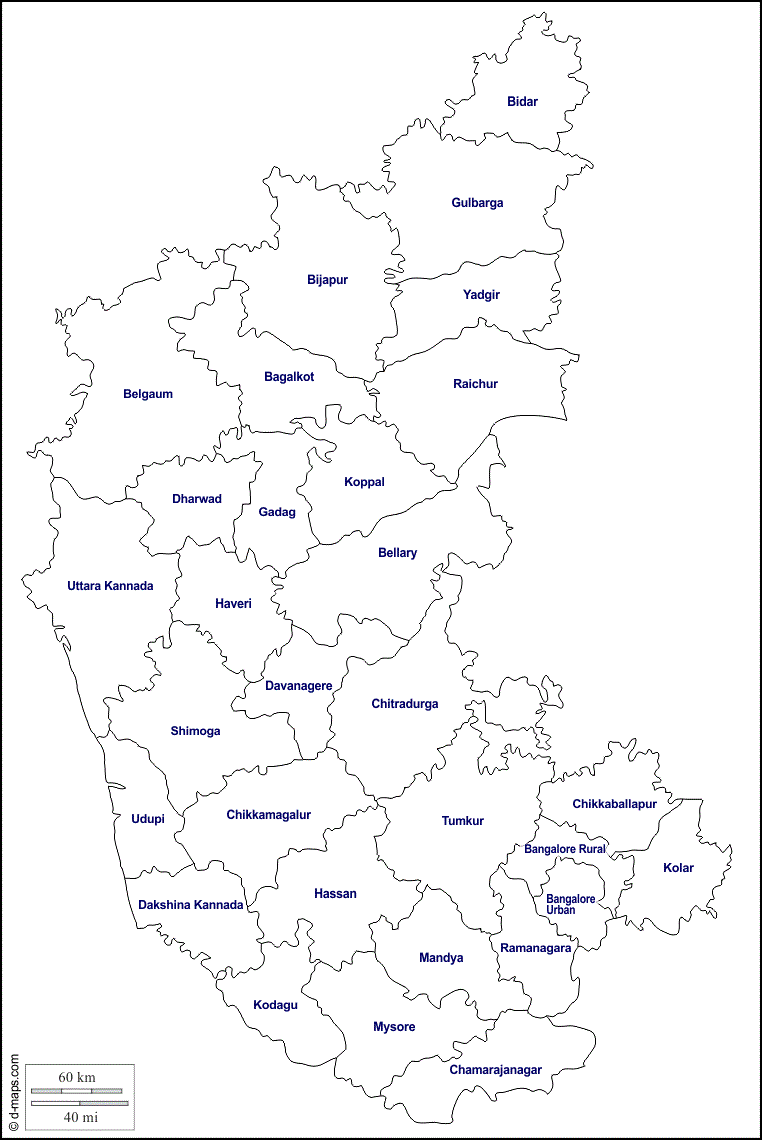 Bidar
Gulbarga
Bijapur
Yadgir
Bagalkot
Raichur
Belgaum
Koppal
Dharwad
Gadag
Bellary
Uttara Kannada
Haveri
Davanagere
Chitradurga
Shimoga
Chikkaballapur
Udupi
Chikkamagalur
Tumkur
Bangalore Rural
Kolar
Hassan
Bangalore
Urban
Dakshina Kannada
Ramanagara
Mandya
Kodagu
Mysore
Chamarajanagar
© d-maps.com
60 km
40 mi